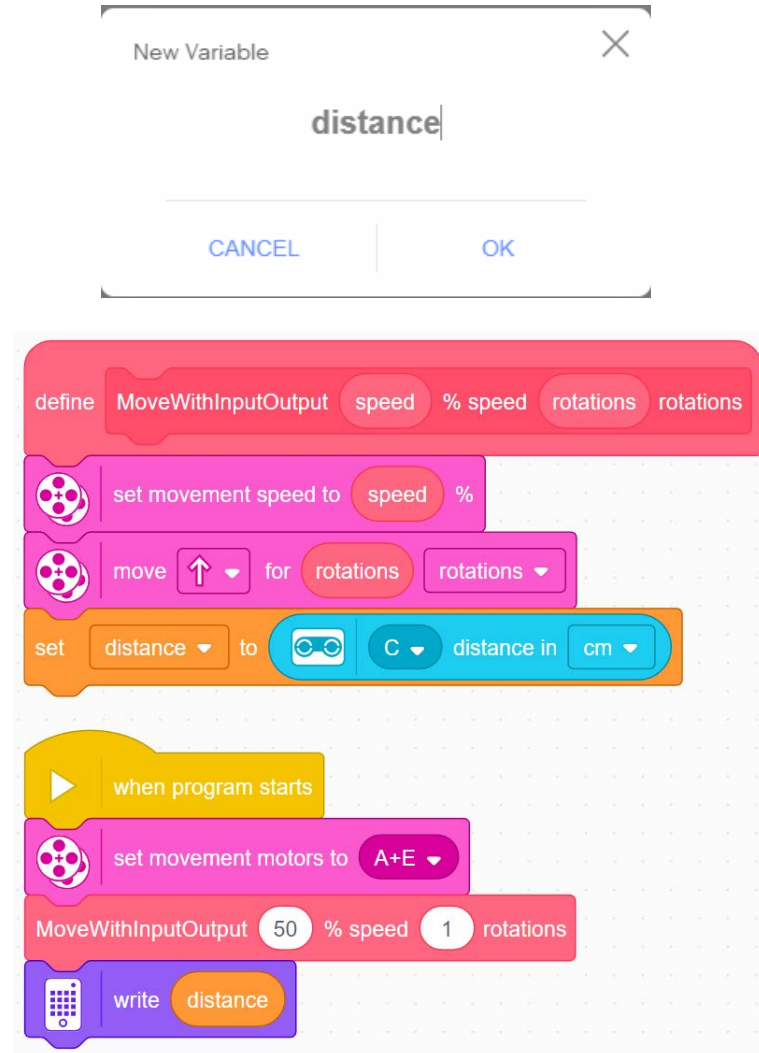 New Variable
distance
CANCEL OK
define MoveWithInputOutput speed % speed rotations rotations
set movement speed to speed %
move for rotations rotations
set distance to C distance in cm
when program starts
set movement motors to A+E
MoveWithInputOutput 50 % speed 1 rotations
write distance